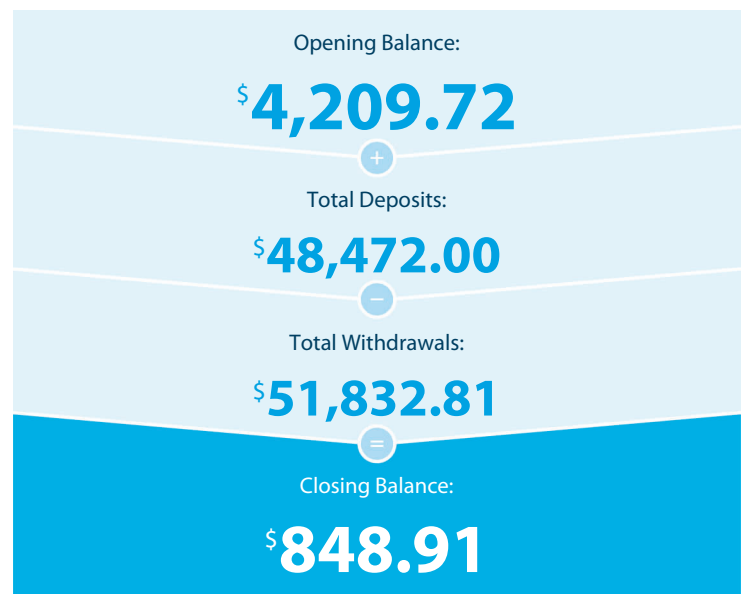 Opening Balance:
$4,209.72
+
Total Deposits:
$48,472.00
−
Total Withdrawals:
$51,832.81
=
Closing Balance:
$848.91